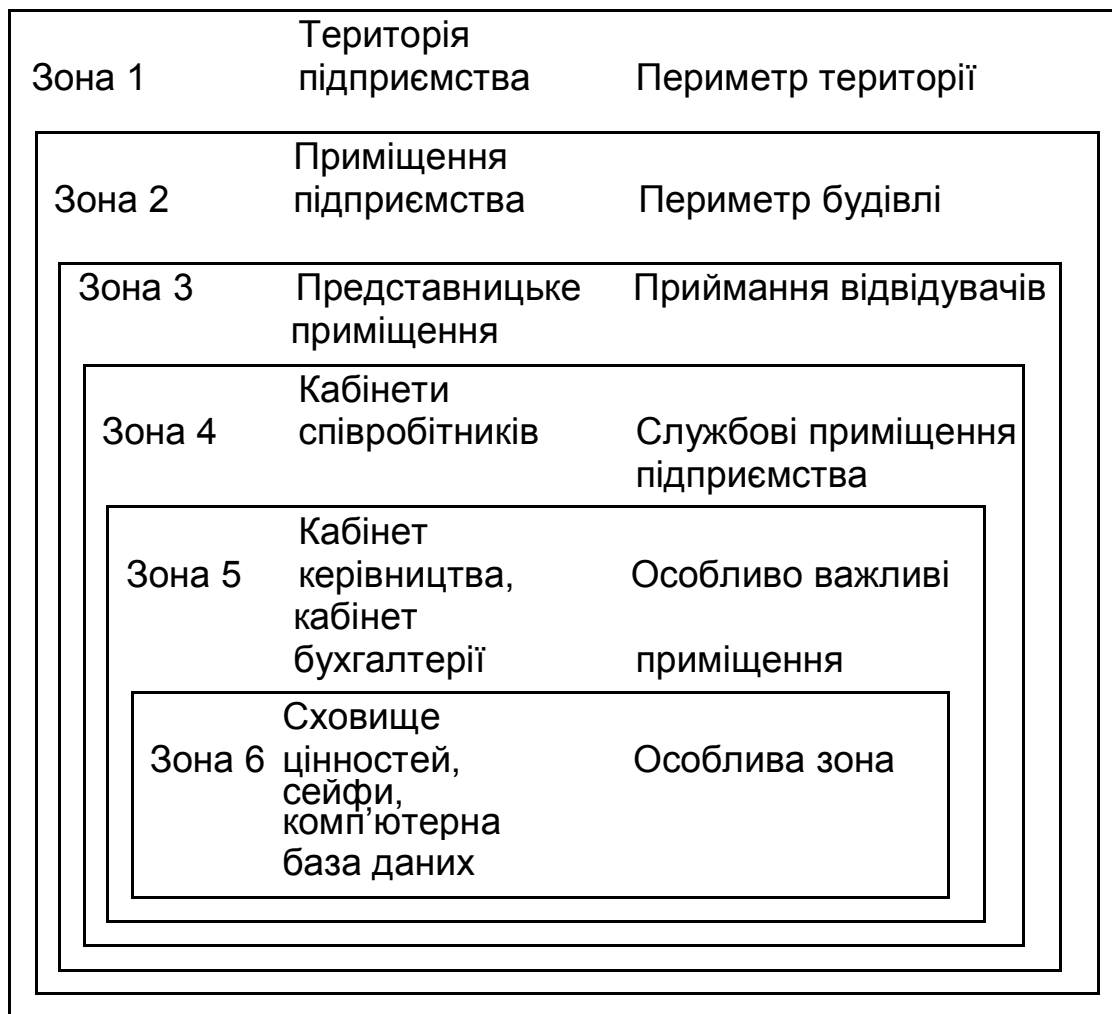 Територія
Зона 1 підприємства Периметр території
Приміщення
Зона 2 підприємства Периметр будівлі
Зона 3 Представницьке Приймання відвідувачів
приміщення
Кабінети
Зона 4 співробітників Службові приміщення
підприємства
Кабінет
Зона 5 керівництва, Особливо важливі
кабінет
бухгалтерії приміщення
Сховище
Зона 6 цінностей, Особлива зона
сейфи,
комп’ютерна
база даних